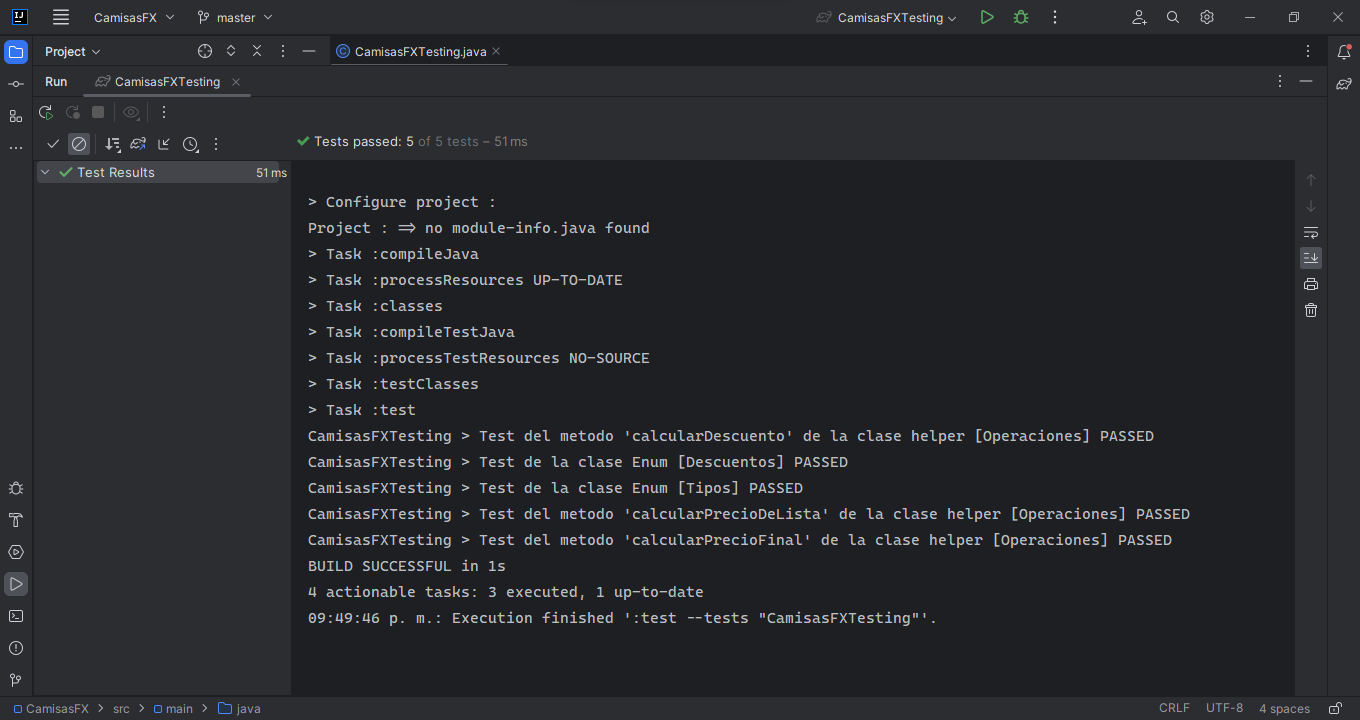 CamisasFX
master
CamisasFXTesting
Project
CamisasFXTesting.java
Run
CamisasFXTesting
Tests passed: 5 of 5 tests – 51 ms
Test Results
51 ms
> Configure project :
Project : => no module-info.java found
> Task :compileJava
> Task :processResources UP-TO-DATE
> Task :classes
> Task :compileTestJava
> Task :processTestResources NO-SOURCE
> Task :testClasses
> Task :test
CamisasFXTesting > Test del metodo 'calcularDescuento' de la clase helper [Operaciones] PASSED
CamisasFXTesting > Test de la clase Enum [Descuentos] PASSED
CamisasFXTesting > Test de la clase Enum [Tipos] PASSED
CamisasFXTesting > Test del metodo 'calcularPrecioDeLista' de la clase helper [Operaciones] PASSED
CamisasFXTesting > Test del metodo 'calcularPrecioFinal' de la clase helper [Operaciones] PASSED
BUILD SUCCESSFUL in 1s
4 actionable tasks: 3 executed, 1 up-to-date
09:49:46 p. m.: Execution finished ':test --tests "CamisasFXTesting"'.
CamisasFX > src > main > java
CRLF UTF-8 4 spaces